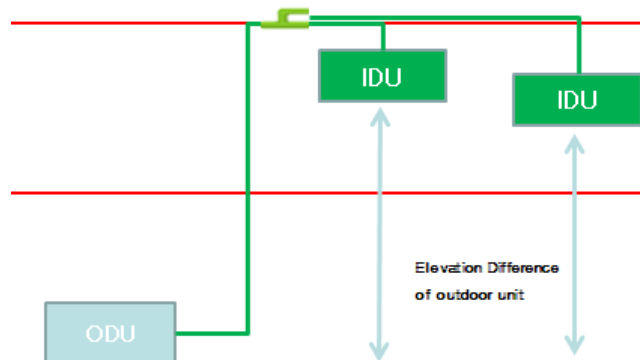 IDU
IDU
Elevation Difference
of outdoor unit
ODU